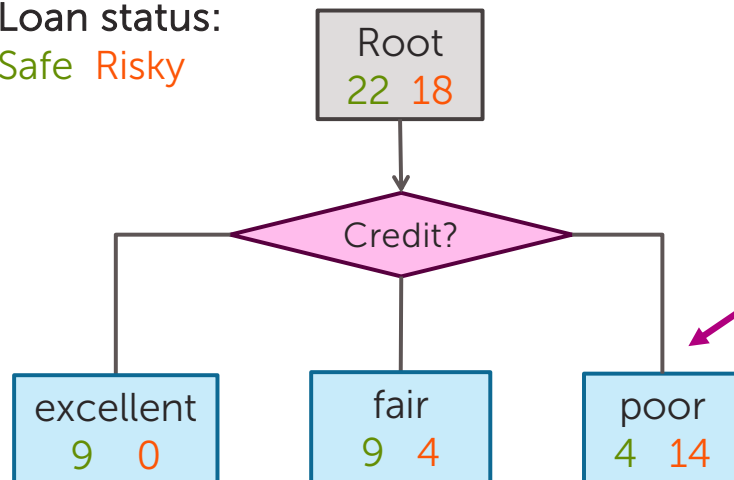 Loan status:
Safe Risky
Root
22 18
Credit?
excellent
9 0
fair
9 4
poor
4 14